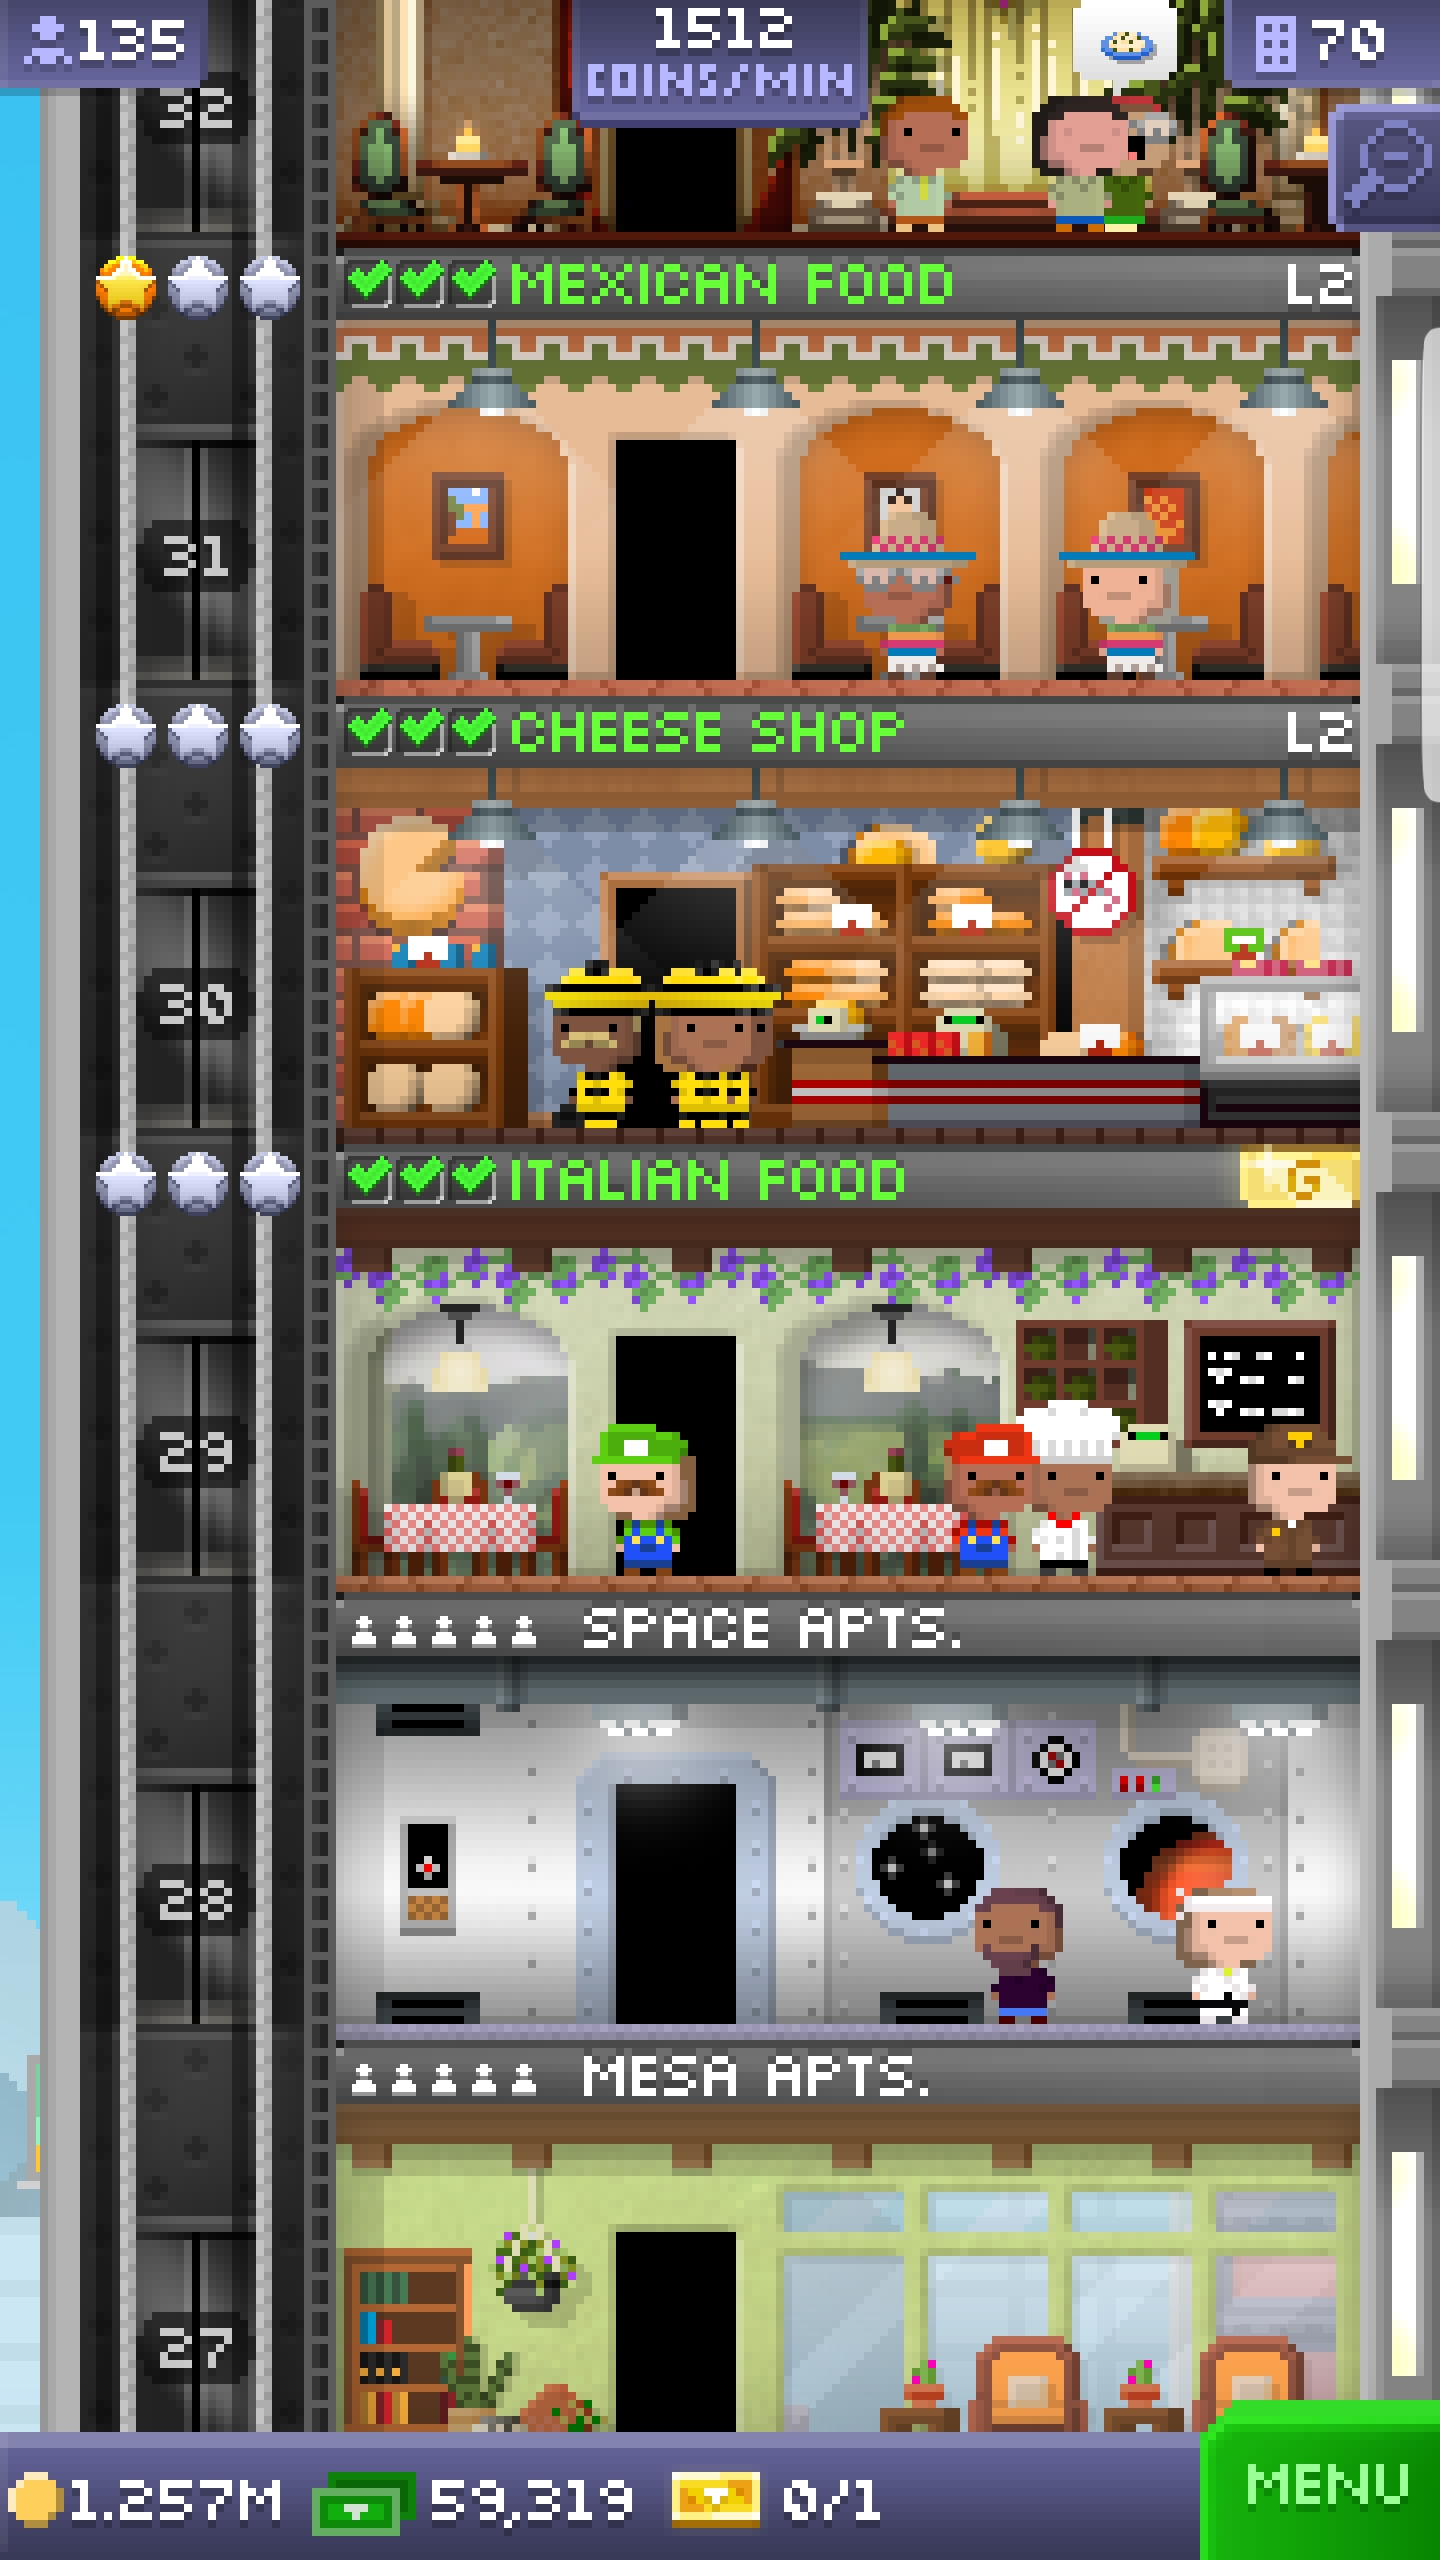 135
1512
COINS/MIN
70
32
MEXICAN FOOD L2
31
CHEESE SHOP L2
30
ITALIAN FOOD G
29
SPACE APTS.
28
MESA APTS.
27
1.257M 59,319 0/1
MENU